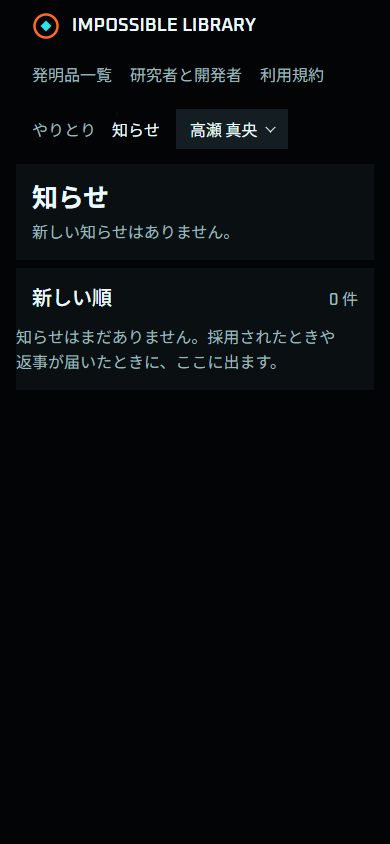 IMPOSSIBLE LIBRARY
発明品一覧 研究者と開発者 利用規約
やりとり 知らせ 高瀬 真央
知らせ
新しい知らせはありません。
新しい順 0 件
知らせはまだありません。採用されたときや
返事が届いたときに、ここに出ます。